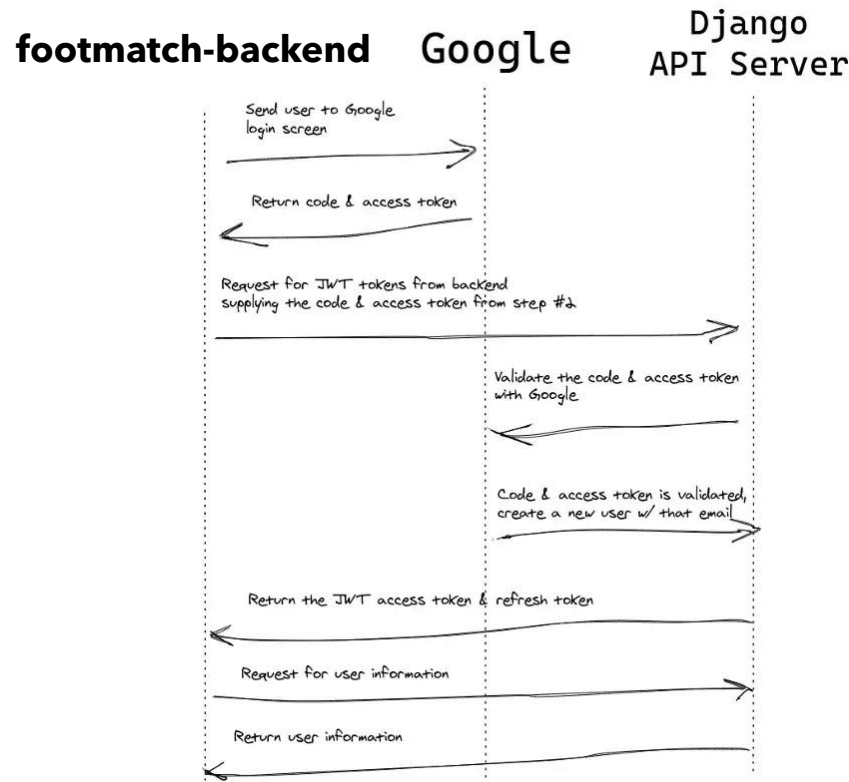 footmatch-backend
Google
Django
API Server
Send user to Google
login screen
Return code & access token
Request for JWT tokens from backend
supplying the code & access token from step #2
Validate the code & access token
with Google
Code & access token is validated,
create a new user w/ that email
Return the JWT access token & refresh token
Request for user information
Return user information